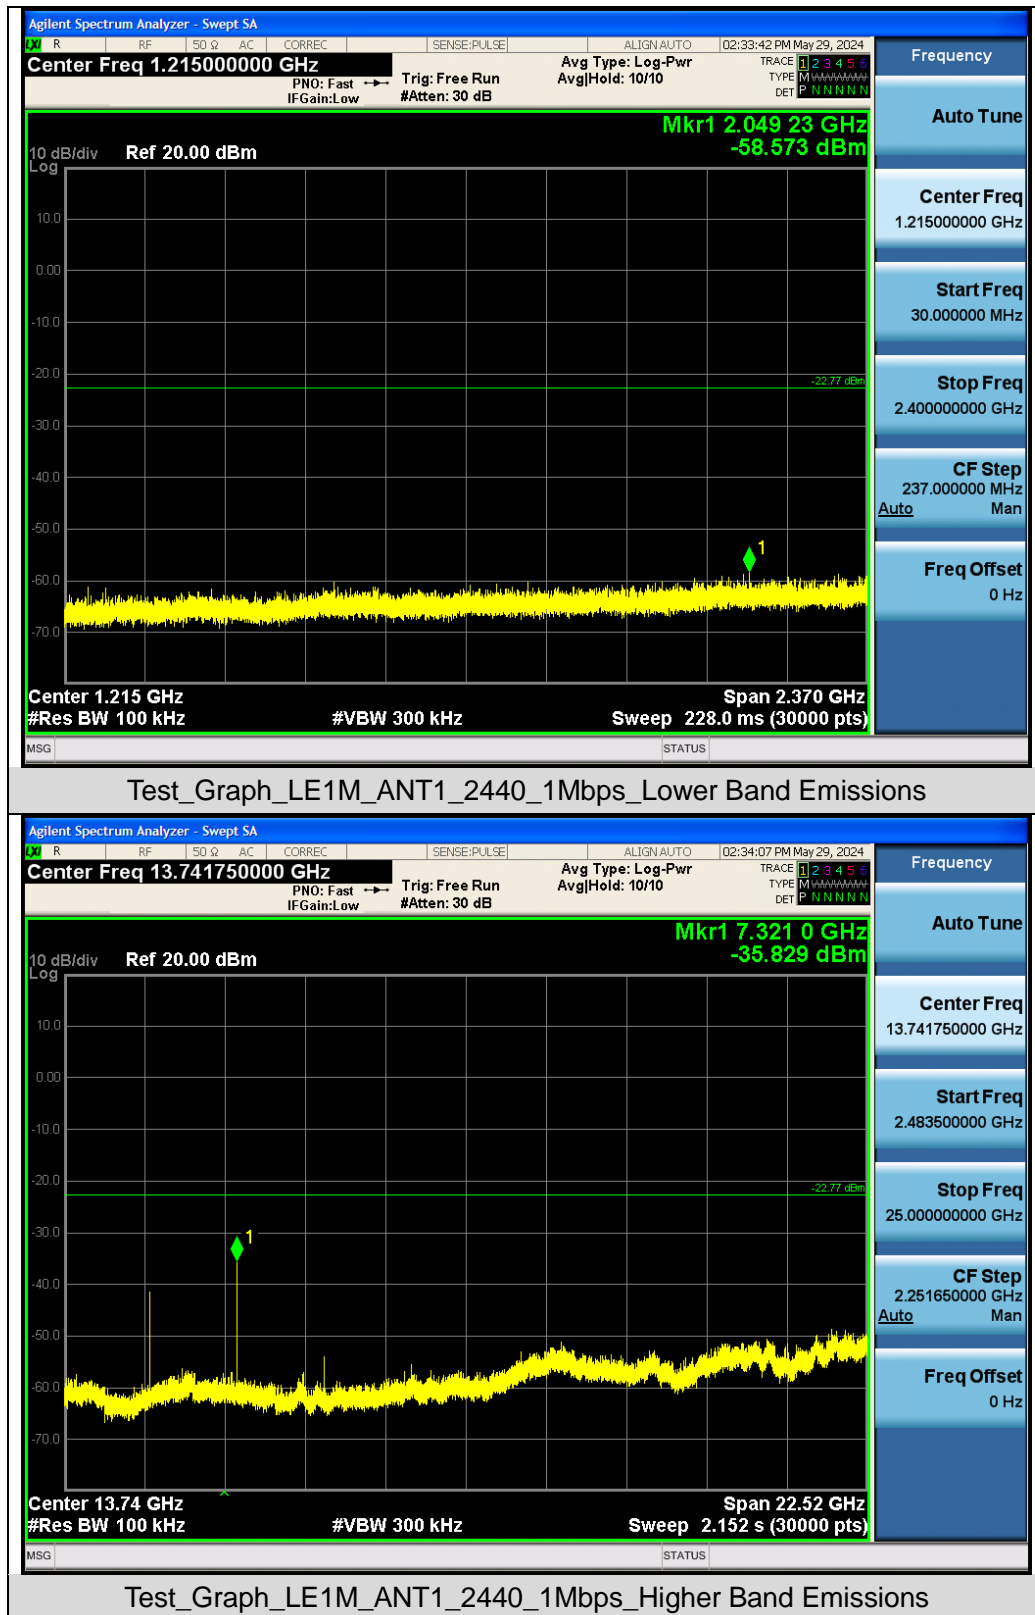 Agilent Spectrum Analyzer - Swept SA
LXI R RF 50 Ω AC CORREC SENSE:PULSE ALIGN AUTO 02:33:42 PM May 29, 2024
Center Freq 1.215000000 GHz
PNO: Fast
IFGain:Low
Trig: Free Run
#Atten: 30 dB
Avg Type: Log-Pwr
Avg|Hold: 10/10
TRACE 1 2 3 4 5 6
TYPE M
DET P N N N N N
Mkr1 2.049 23 GHz
-58.573 dBm
10 dB/div
Log
Ref 20.00 dBm
10.0
0.00
-10.0
-20.0
-22.77 dBm
-30.0
-40.0
-50.0
1
-60.0
-70.0
Center 1.215 GHz Span 2.370 GHz
#Res BW 100 kHz #VBW 300 kHz Sweep 228.0 ms (30000 pts)
MSG STATUS
Frequency
Auto Tune
Center Freq
1.215000000 GHz
Start Freq
30.000000 MHz
Stop Freq
2.400000000 GHz
CF Step
237.000000 MHz
Auto Man
Freq Offset
0 Hz
Test_Graph_LE1M_ANT1_2440_1Mbps_Lower Band Emissions
Agilent Spectrum Analyzer - Swept SA
LXI R RF 50 Ω AC CORREC SENSE:PULSE ALIGN AUTO 02:34:07 PM May 29, 2024
Center Freq 13.741750000 GHz
PNO: Fast
IFGain:Low
Trig: Free Run
#Atten: 30 dB
Avg Type: Log-Pwr
Avg|Hold: 10/10
TRACE 1 2 3 4 5 6
TYPE M
DET P N N N N N
Mkr1 7.321 0 GHz
-35.829 dBm
10 dB/div
Log
Ref 20.00 dBm
10.0
0.00
-10.0
-20.0
-22.77 dBm
-30.0
1
-40.0
-50.0
-60.0
-70.0
Center 13.74 GHz Span 22.52 GHz
#Res BW 100 kHz #VBW 300 kHz Sweep 2.152 s (30000 pts)
MSG STATUS
Frequency
Auto Tune
Center Freq
13.741750000 GHz
Start Freq
2.483500000 GHz
Stop Freq
25.000000000 GHz
CF Step
2.251650000 GHz
Auto Man
Freq Offset
0 Hz
Test_Graph_LE1M_ANT1_2440_1Mbps_Higher Band Emissions